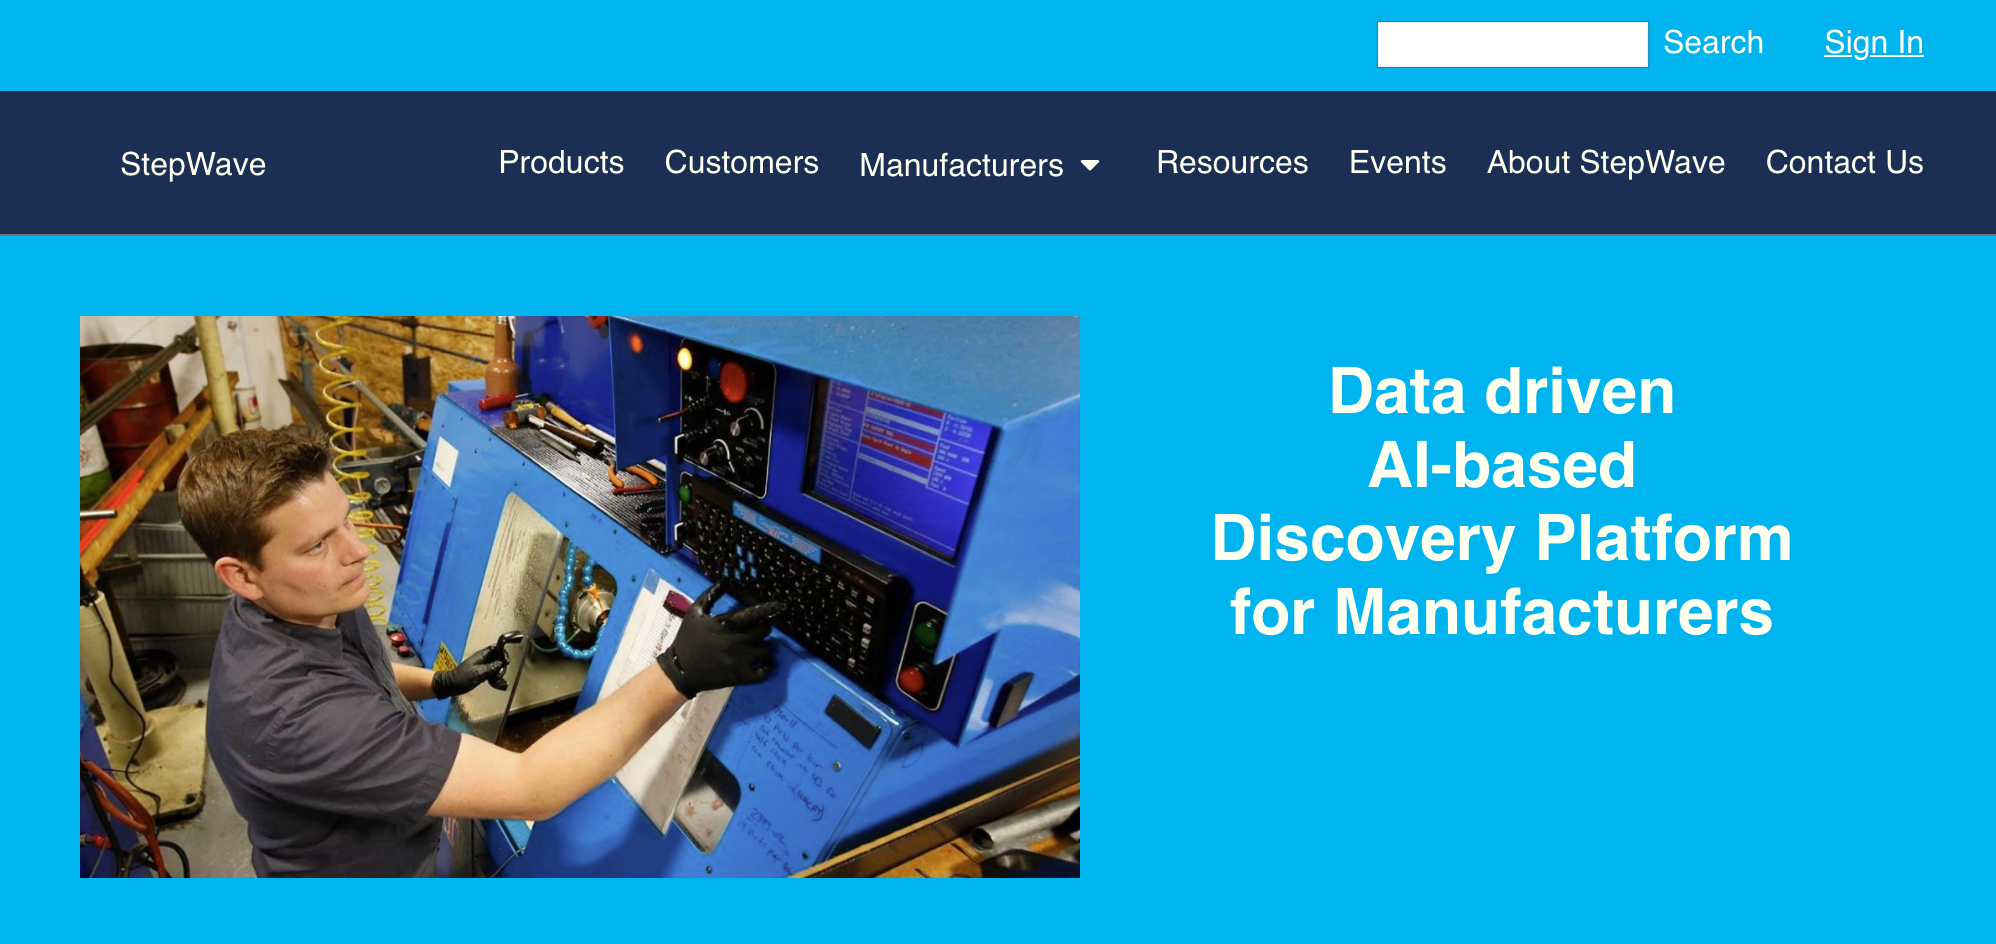 Search Sign In
StepWave Products Customers Manufacturers Resources Events About StepWave Contact Us
Data driven
AI-based
Discovery Platform
for Manufacturers